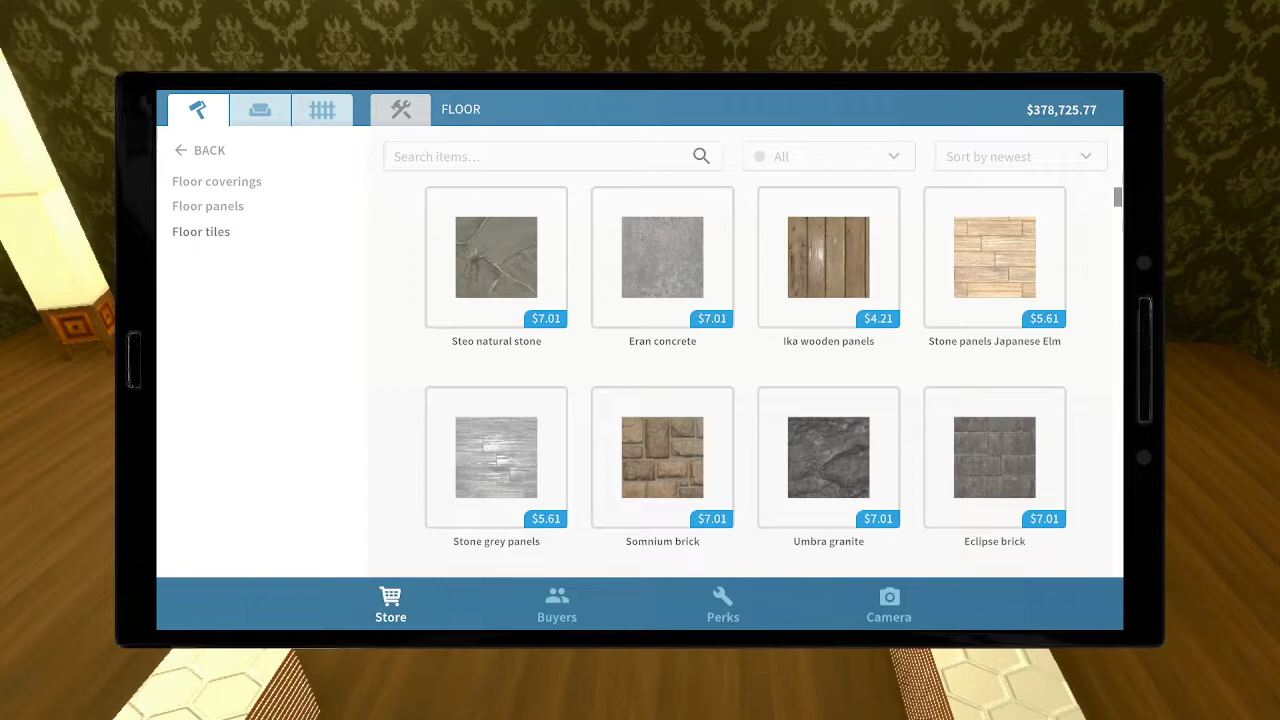 FLOOR
$378,725.77
BACK
Search items...
All
Sort by newest
Floor coverings
Floor panels
Floor tiles
$7.01
$7.01
$4.21
$5.61
Steo natural stone
Eran concrete
Ika wooden panels
Stone panels Japanese Elm
$5.61
$7.01
$7.01
$7.01
Stone grey panels
Somnium brick
Umbra granite
Eclipse brick
Store
Buyers
Perks
Camera